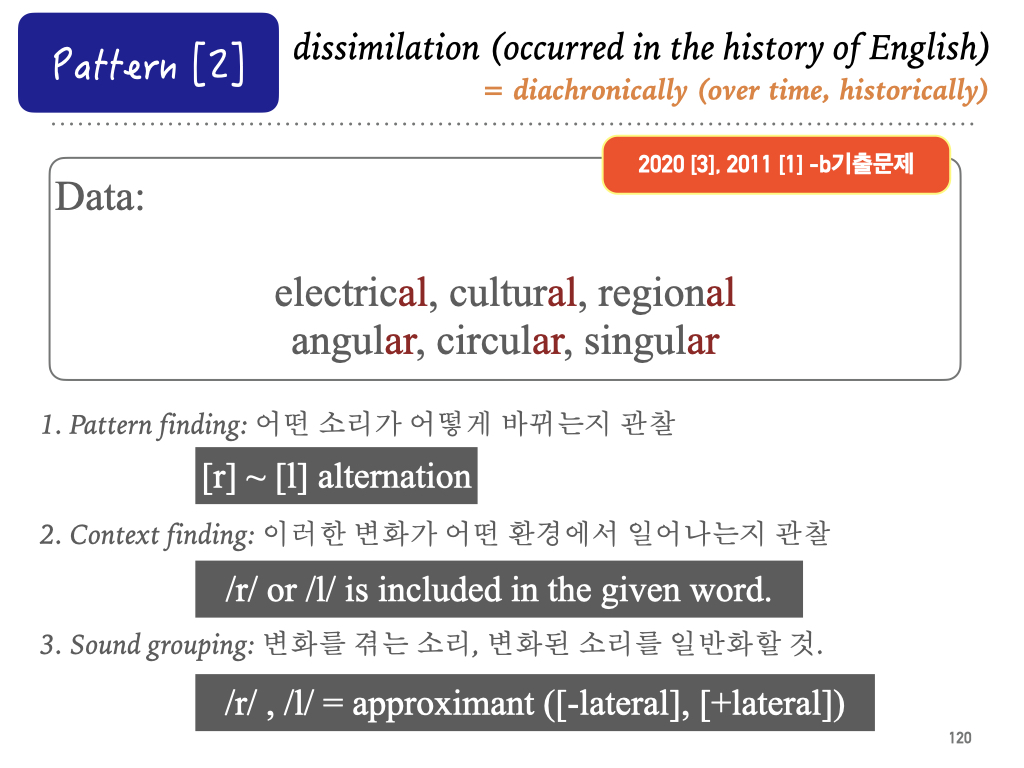 Pattern [2]
dissimilation (occurred in the history of English)
= diachronically (over time, historically)
2020 [3], 2011 [1] -b기출문제
Data:
electrical, cultural, regional
angular, circular, singular
1. Pattern finding: 어떤 소리가 어떻게 바뀌는지 관찰
[r] ~ [l] alternation
2. Context finding: 이러한 변화가 어떤 환경에서 일어나는지 관찰
/r/ or /l/ is included in the given word.
3. Sound grouping: 변화를 겪는 소리, 변화된 소리를 일반화할 것.
/r/ , /l/ = approximant ([-lateral], [+lateral])
120